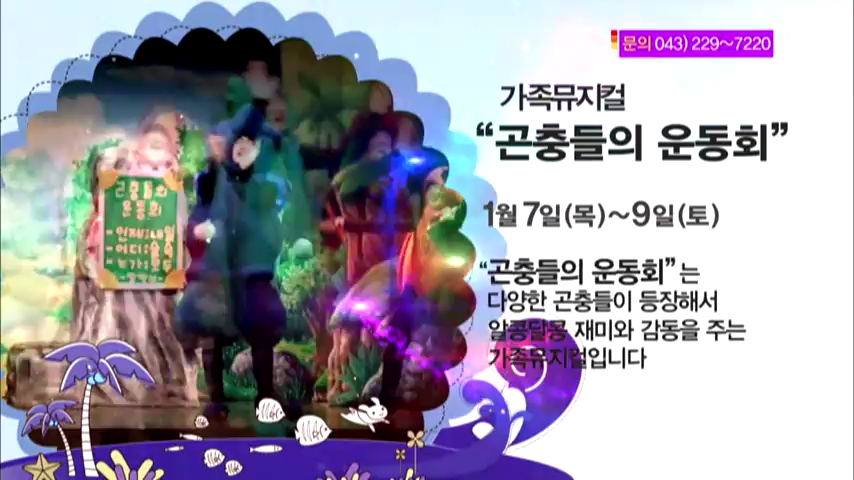 문의 043) 229~7220
가족뮤지컬
“곤충들의 운동회”
1월 7일(목)~9일(토)
“곤충들의 운동회”는
다양한 곤충들이 등장해서
알콩달콩 재미와 감동을 주는
가족뮤지컬입니다
곤충들의
운동회